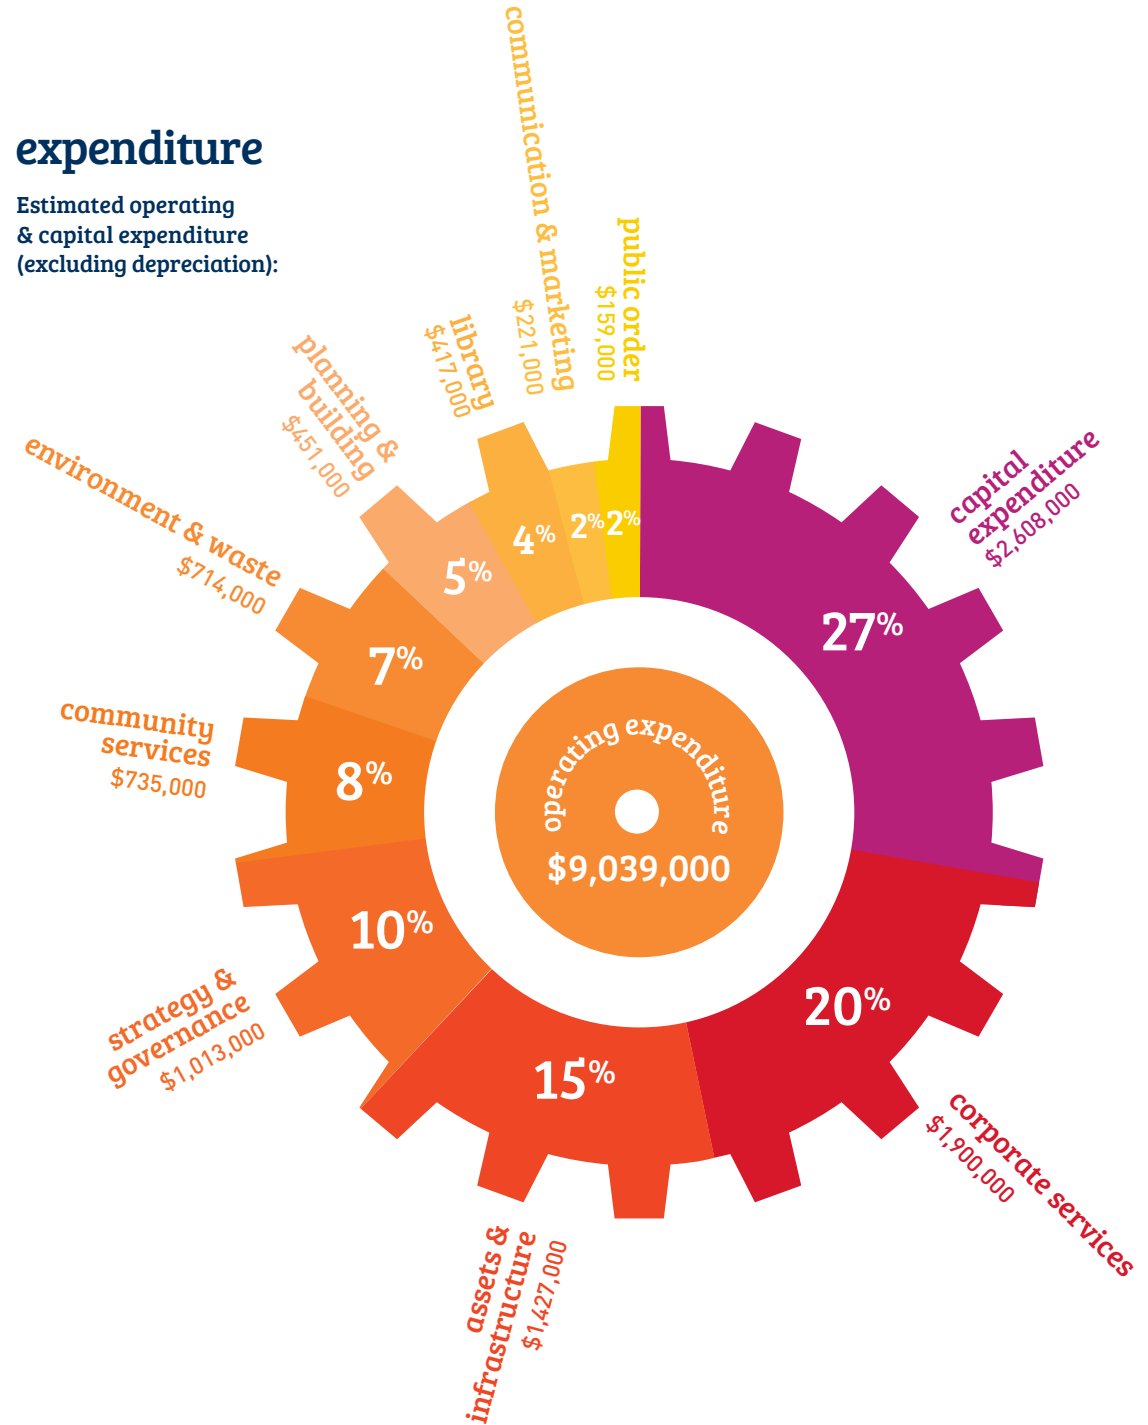 expenditure
Estimated operating
& capital expenditure
(excluding depreciation):
communication & marketing
$221,000
public order
$159,000
library
$417,000
planning &
building
$451,000
environment & waste
$714,000
community
services
$735,000
strategy &
governance
$1,013,000
assets &
infrastructure
$1,427,000
corporate services
$1,900,000
capital
expenditure
$2,608,000
27%
20%
15%
10%
8%
7%
5%
4%
2%
2%
operating expenditure
$9,039,000